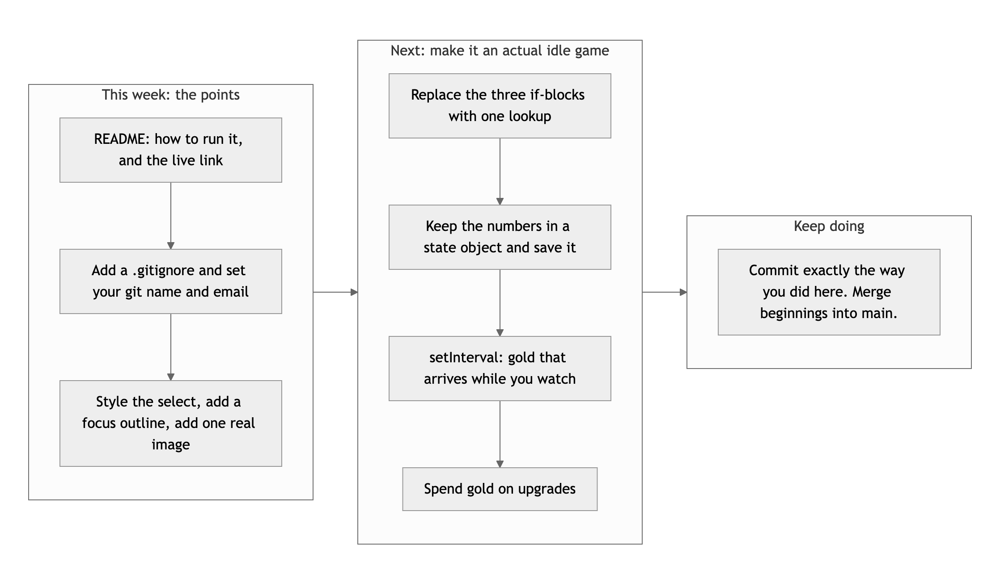 This week: the points
README: how to run it,
and the live link
Add a .gitignore and set
your git name and email
Style the select, add a
focus outline, add one real
image
Next: make it an actual idle game
Replace the three if-blocks
with one lookup
Keep the numbers in a
state object and save it
setInterval: gold that
arrives while you watch
Spend gold on upgrades
Keep doing
Commit exactly the way
you did here. Merge
beginnings into main.